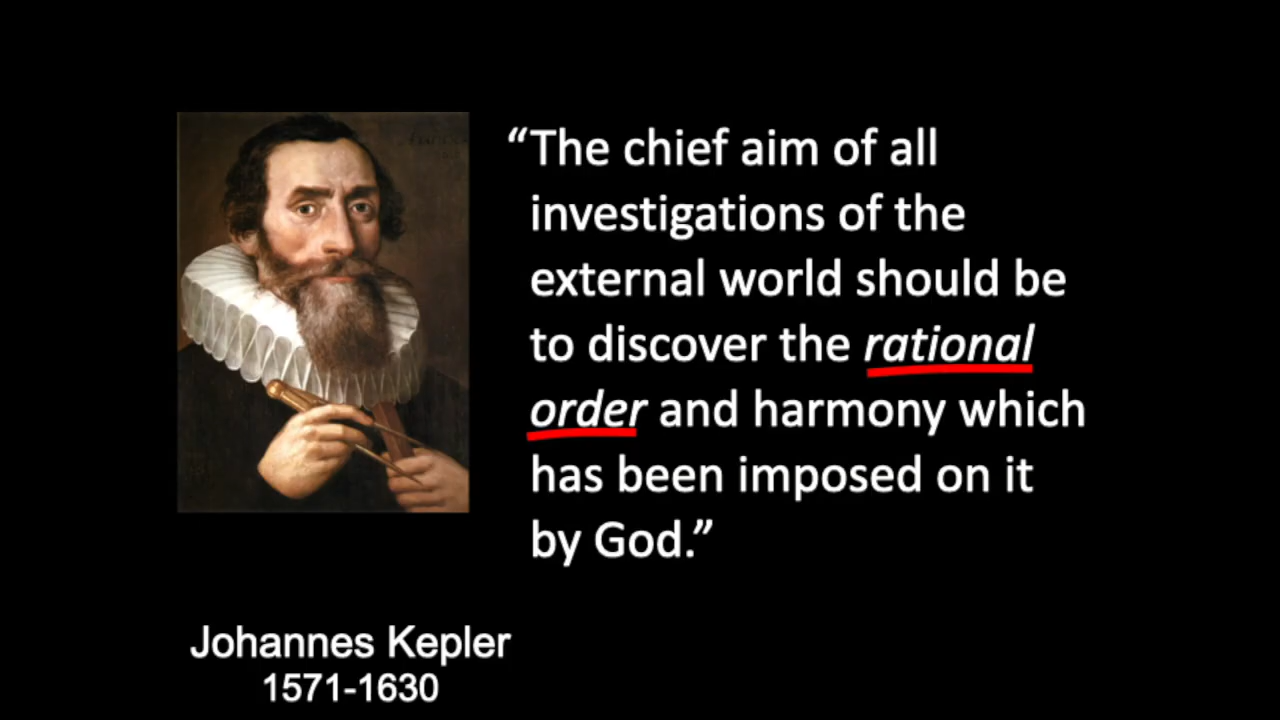 “The chief aim of all
investigations of the
external world should be
to discover the rational
order and harmony which
has been imposed on it
by God.”
Johannes Kepler
1571-1630